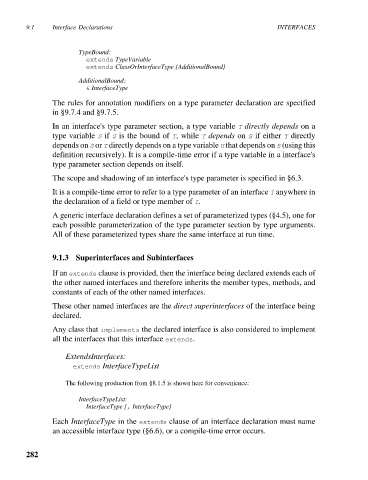 9.1 Interface Declarations INTERFACES
TypeBound:
extends TypeVariable
extends ClassOrInterfaceType {AdditionalBound}
AdditionalBound:
& InterfaceType
The rules for annotation modifiers on a type parameter declaration are specified
in §9.7.4 and §9.7.5.
In an interface's type parameter section, a type variable T directly depends on a
type variable S if S is the bound of T, while T depends on S if either T directly
depends on S or T directly depends on a type variable U that depends on S (using this
definition recursively). It is a compile-time error if a type variable in a interface's
type parameter section depends on itself.
The scope and shadowing of an interface's type parameter is specified in §6.3.
It is a compile-time error to refer to a type parameter of an interface I anywhere in
the declaration of a field or type member of I.
A generic interface declaration defines a set of parameterized types (§4.5), one for
each possible parameterization of the type parameter section by type arguments.
All of these parameterized types share the same interface at run time.
9.1.3 Superinterfaces and Subinterfaces
If an extends clause is provided, then the interface being declared extends each of
the other named interfaces and therefore inherits the member types, methods, and
constants of each of the other named interfaces.
These other named interfaces are the direct superinterfaces of the interface being
declared.
Any class that implements the declared interface is also considered to implement
all the interfaces that this interface extends.
ExtendsInterfaces:
extends InterfaceTypeList
The following production from §8.1.5 is shown here for convenience:
InterfaceTypeList:
InterfaceType {, InterfaceType}
Each InterfaceType in the extends clause of an interface declaration must name
an accessible interface type (§6.6), or a compile-time error occurs.
282